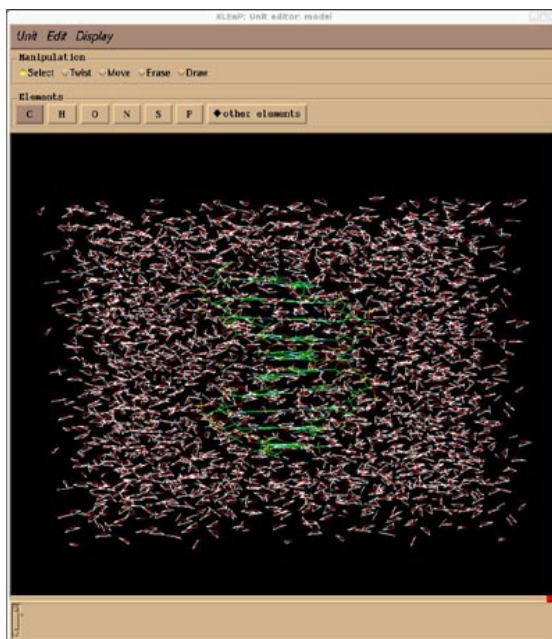 XLEaP: Unit editor: model
Unit Edit Display
Manipulation
Select Twist Move Erase Draw
Elements
C H O N S P other elements